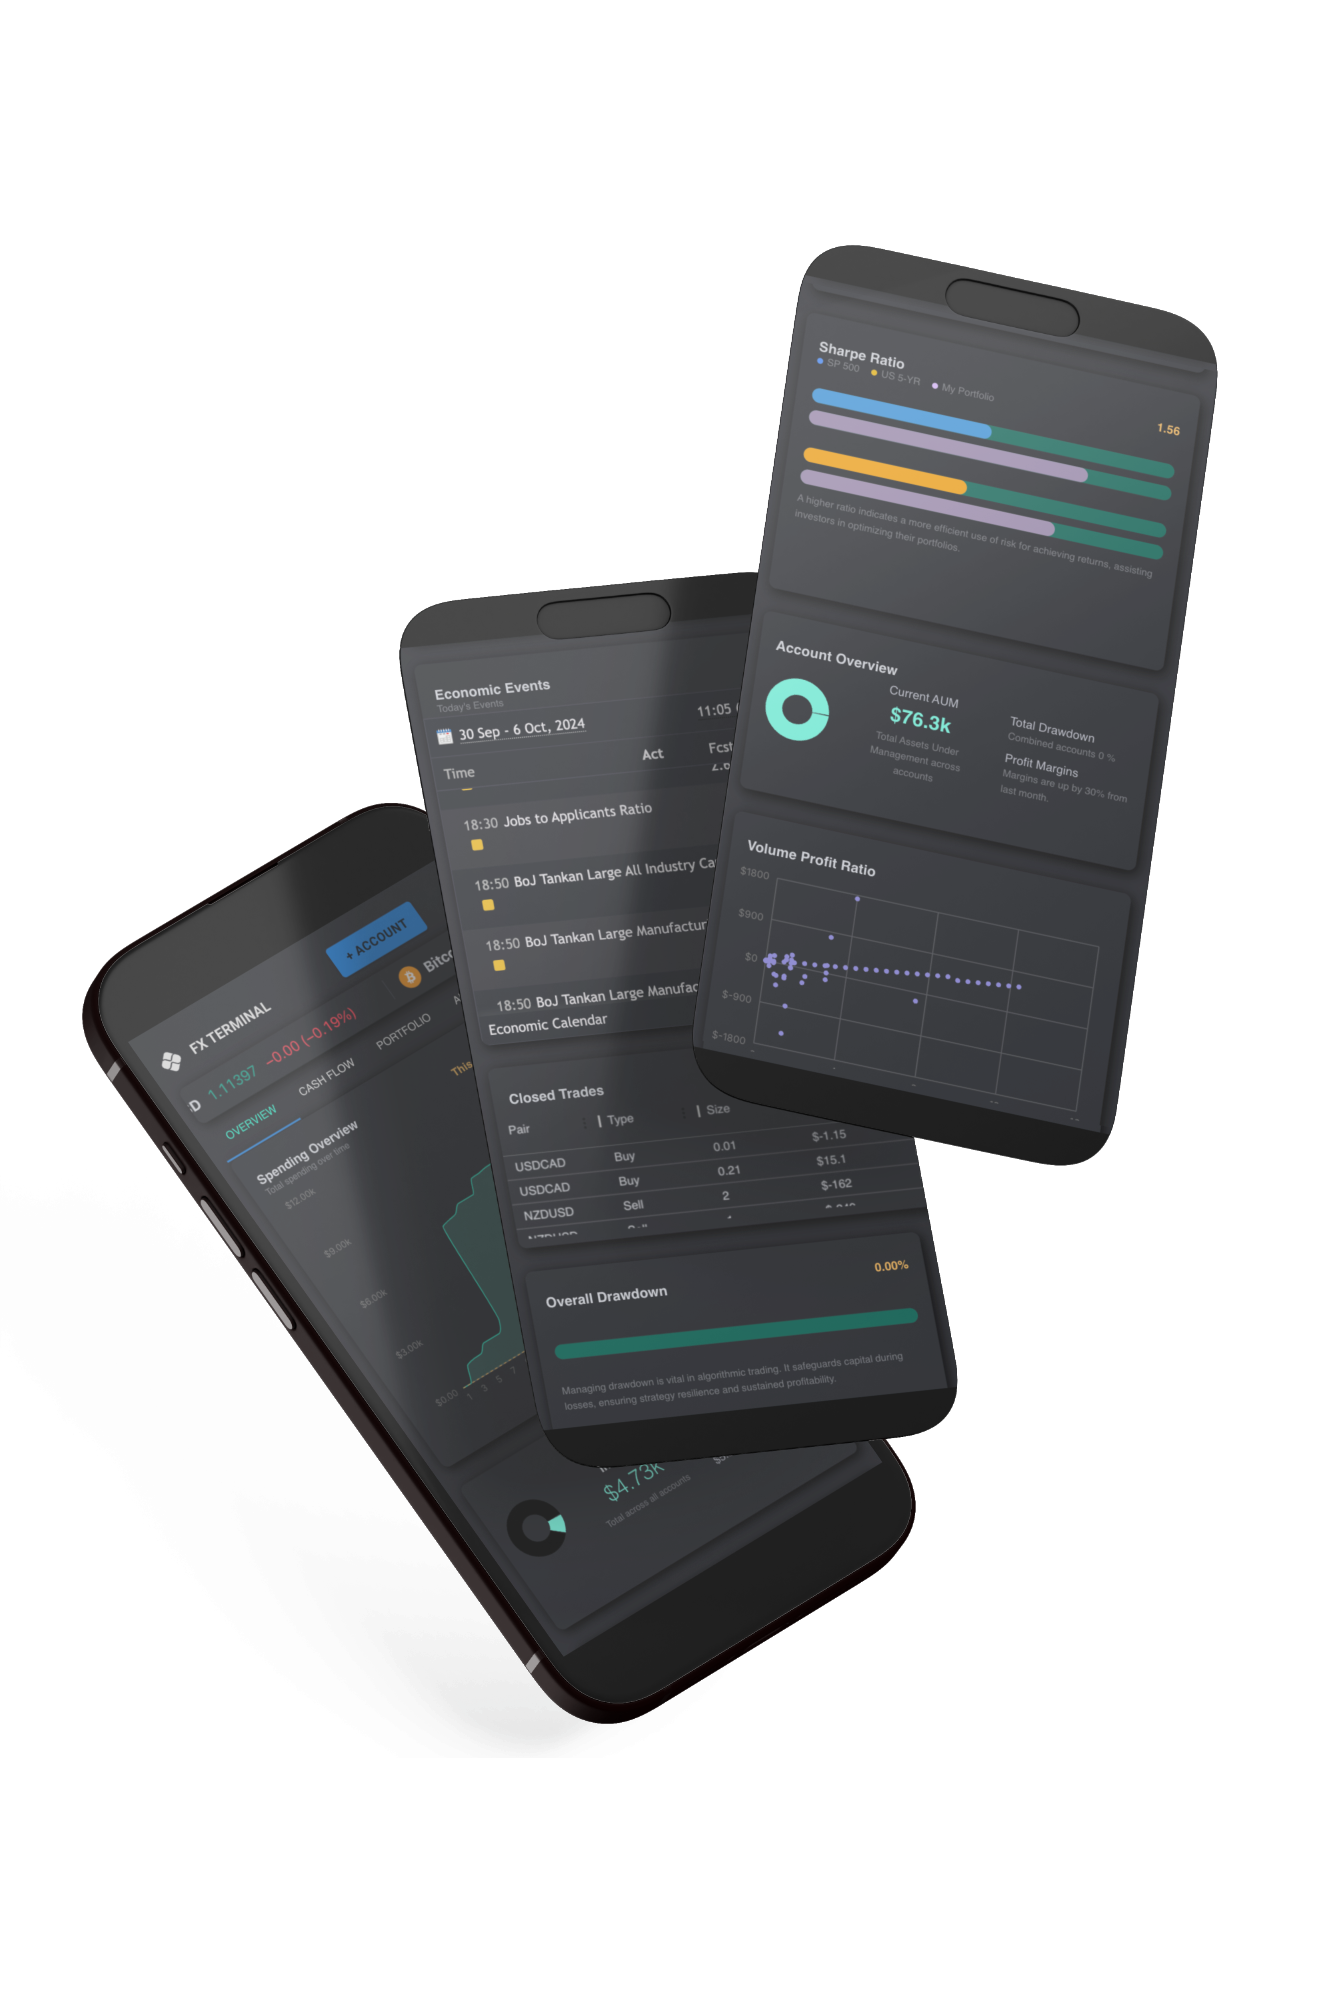 Sharpe Ratio
SP 500 US 5-YR My Portfolio
1.56
A higher ratio indicates a more efficient use of risk for achieving returns, assisting
investors in optimizing their portfolios.
Account Overview
Current AUM
$76.3k
Total Assets Under
Management across
accounts
Total Drawdown
Combined accounts 0 %
Profit Margins
Margins are up by 30% from
last month.
Volume Profit Ratio
$1800
$900
$0
$-900
$-1800
Economic Events
Today's Events
30 Sep - 6 Oct, 2024
11:05
Time Act Fcst
18:30 Jobs to Applicants Ratio
18:50 BoJ Tankan Large All Industry
18:50 BoJ Tankan Large
18:50 BoJ Tankan Large
Economic Calendar
Closed Trades
Pair Type Size
USDCAD Buy 0.01 $-1.15
USDCAD Buy 0.21 $15.1
NZDUSD Sell 2 $-162
Overall Drawdown
0.00%
Managing drawdown is vital in algorithmic trading. It safeguards capital during
losses, ensuring strategy resilience and sustained profitability.
+ ACCOUNT
FX TERMINAL
D 1.11397 −0.00 (−0.19%)
OVERVIEW CASH FLOW PORTFOLIO
Spending Overview
Total spending over time
This
$12.00k
$9.00k
$6.00k
$3.00k
$0.00
1 3 5 7
$4.73k
Total across all accounts